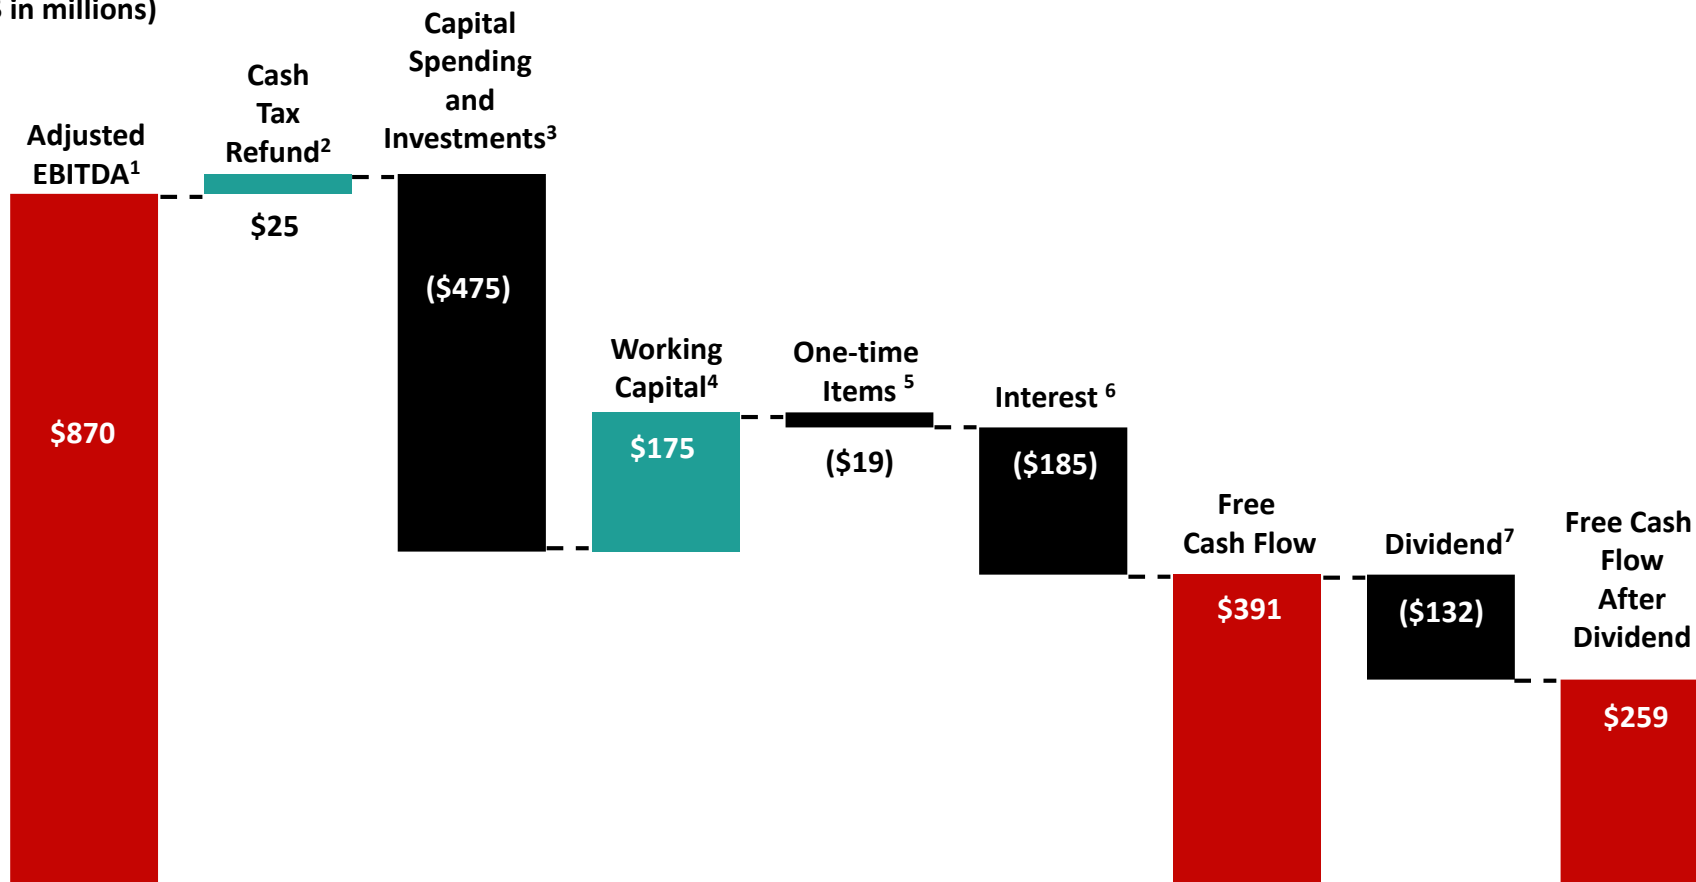 in millions)
Adjusted
EBITDA¹
$870
Cash
Tax
Refund²
$25
Capital
Spending
and
Investments³
($475)
Working
Capital⁴
$175
One-time
Items ⁵
($19)
Interest ⁶
($185)
Free
Cash Flow
$391
Dividend⁷
($132)
Free Cash
Flow
After
Dividend
$259